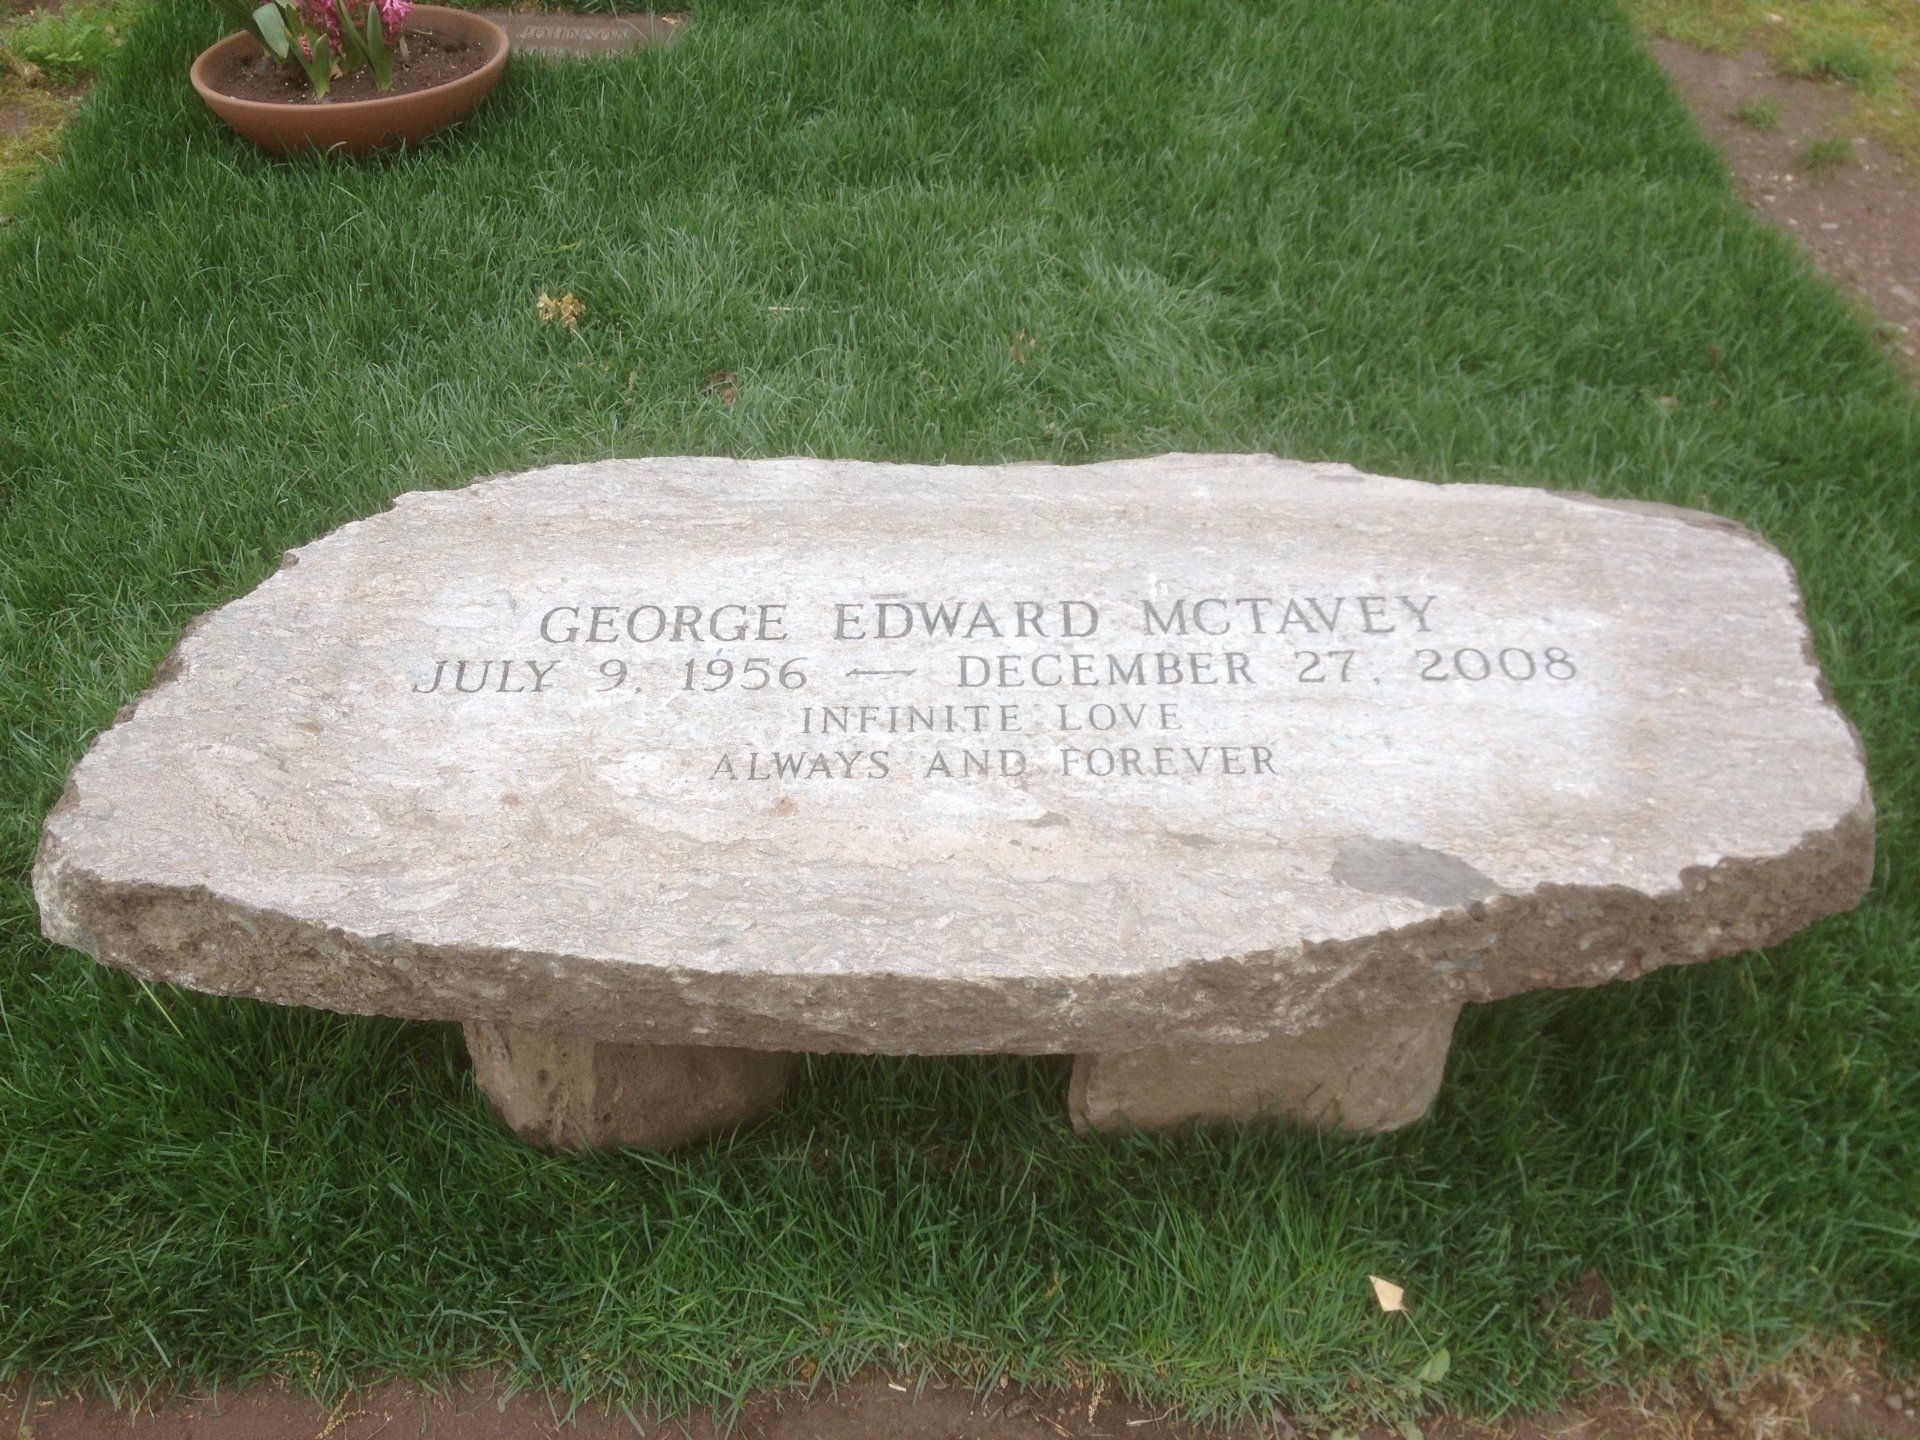 JOHNSON
GEORGE EDWARD MCTAVEY
JULY 9, 1956 — DECEMBER 27, 2008
INFINITE LOVE
ALWAYS AND FOREVER